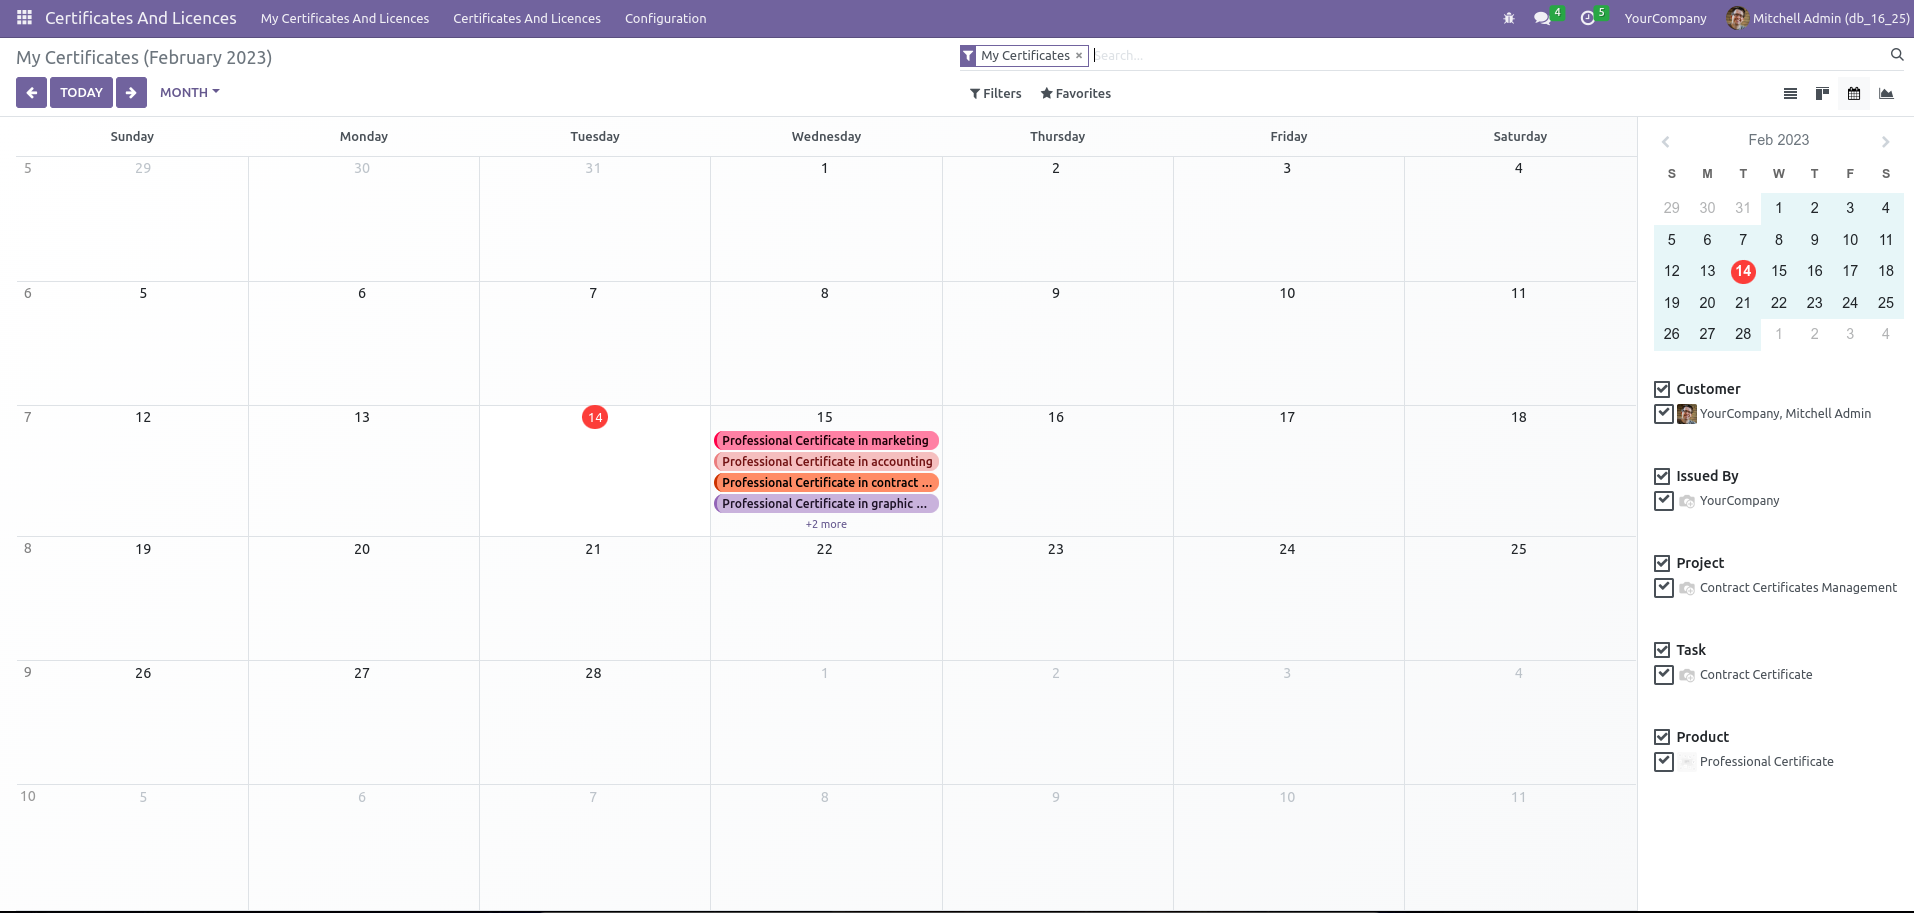 Certificates And Licences My Certificates And Licences Certificates And Licences Configuration 4 5 YourCompany Mitchell Admin (db_16_25)
My Certificates (February 2023) My Certificates × Search...
TODAY MONTH Filters Favorites
Sunday Monday Tuesday Wednesday Thursday Friday Saturday
5 29 30 31 1 2 3 4
6 5 6 7 8 9 10 11
7 12 13 14 15 16 17 18
Professional Certificate in marketing
Professional Certificate in accounting
Professional Certificate in contract ...
Professional Certificate in graphic ...
+2 more
8 19 20 21 22 23 24 25
9 26 27 28 1 2 3 4
10 5 6 7 8 9 10 11
Feb 2023
S M T W T F S
29 30 31 1 2 3 4
5 6 7 8 9 10 11
12 13 14 15 16 17 18
19 20 21 22 23 24 25
26 27 28 1 2 3 4
Customer
YourCompany, Mitchell Admin
Issued By
YourCompany
Project
Contract Certificates Management
Task
Contract Certificate
Product
Professional Certificate